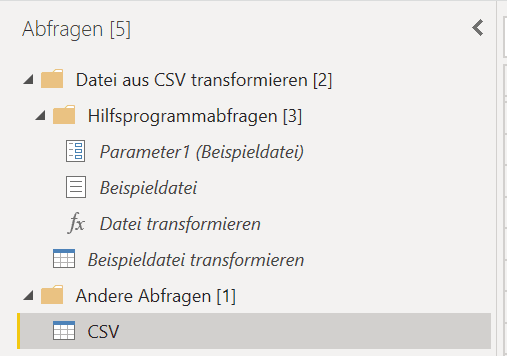 Abfragen [5]
Datei aus CSV transformieren [2]
Hilfsprogrammabfragen [3]
Parameter1 (Beispieldatei)
Beispieldatei
fx Datei transformieren
Beispieldatei transformieren
Andere Abfragen [1]
CSV